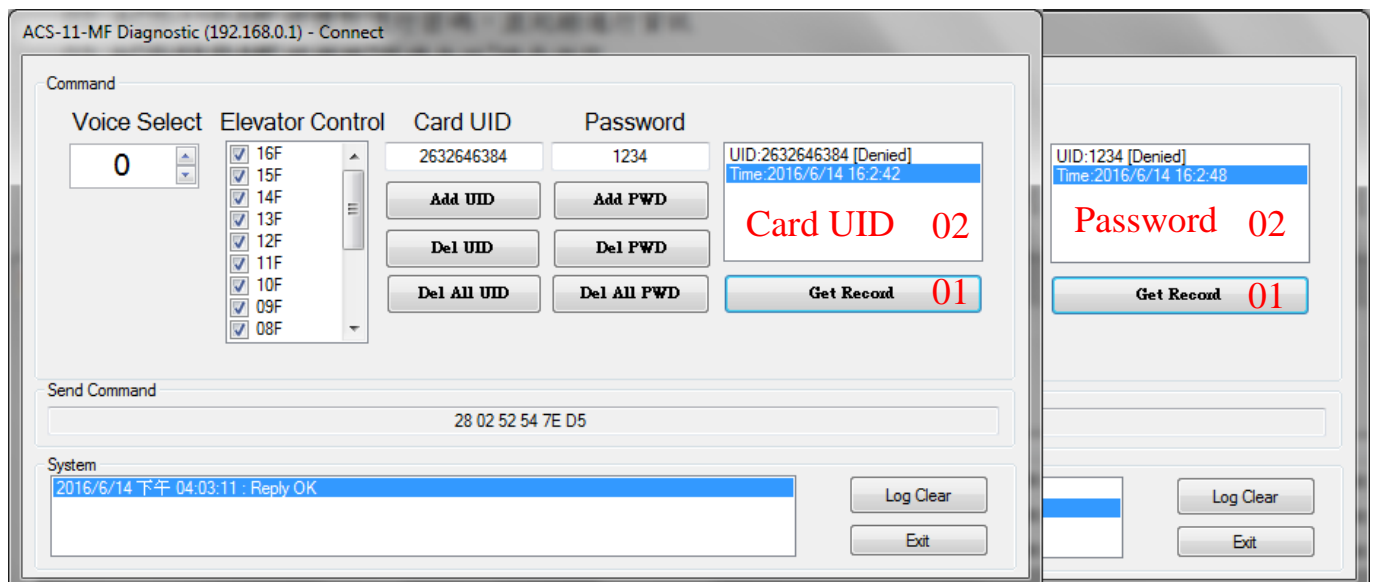 ACS-11-MF Diagnostic (192.168.0.1) - Connect
Command
Voice Select Elevator Control Card UID Password
0
16F
15F
14F
13F
12F
11F
10F
09F
08F
2632646384
Add UID
Del UID
Del All UID
1234
Add PWD
Del PWD
Del All PWD
UID:2632646384 [Denied]
Time:2016/6/14 16:2:42
Card UID 02
Get Record 01
Send Command
28 02 52 54 7E D5
System
2016/6/14 下午 04:03:11 : Reply OK
Log Clear
Exit
UID:1234 [Denied]
Time:2016/6/14 16:2:48
Password 02
Get Record 01
Log Clear
Exit